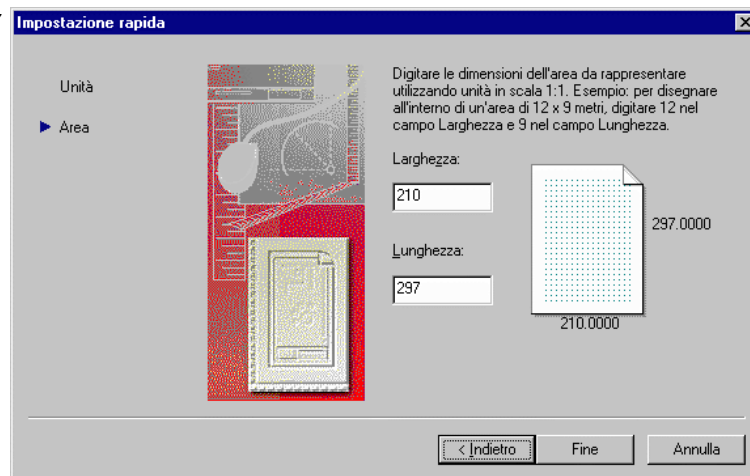 Impostazione rapida
Unità
Area
Digitare le dimensioni dell'area da rappresentare
utilizzando unità in scala 1:1. Esempio: per disegnare
all'interno di un'area di 12 x 9 metri, digitare 12 nel
campo Larghezza e 9 nel campo Lunghezza.
Larghezza:
210
Lunghezza:
297
297.0000
210.0000
< Indietro
Fine
Annulla